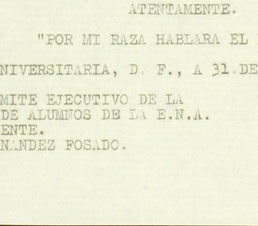 ATENTAMENTE.
"POR MI RAZA HABLARA EL
NIVERSITARIA, D. F., A 31 DE
MITE EJECUTIVO DE LA
DE ALUMNOS DE LA E.N.A.
ENTE.
NANDEZ POSADO.